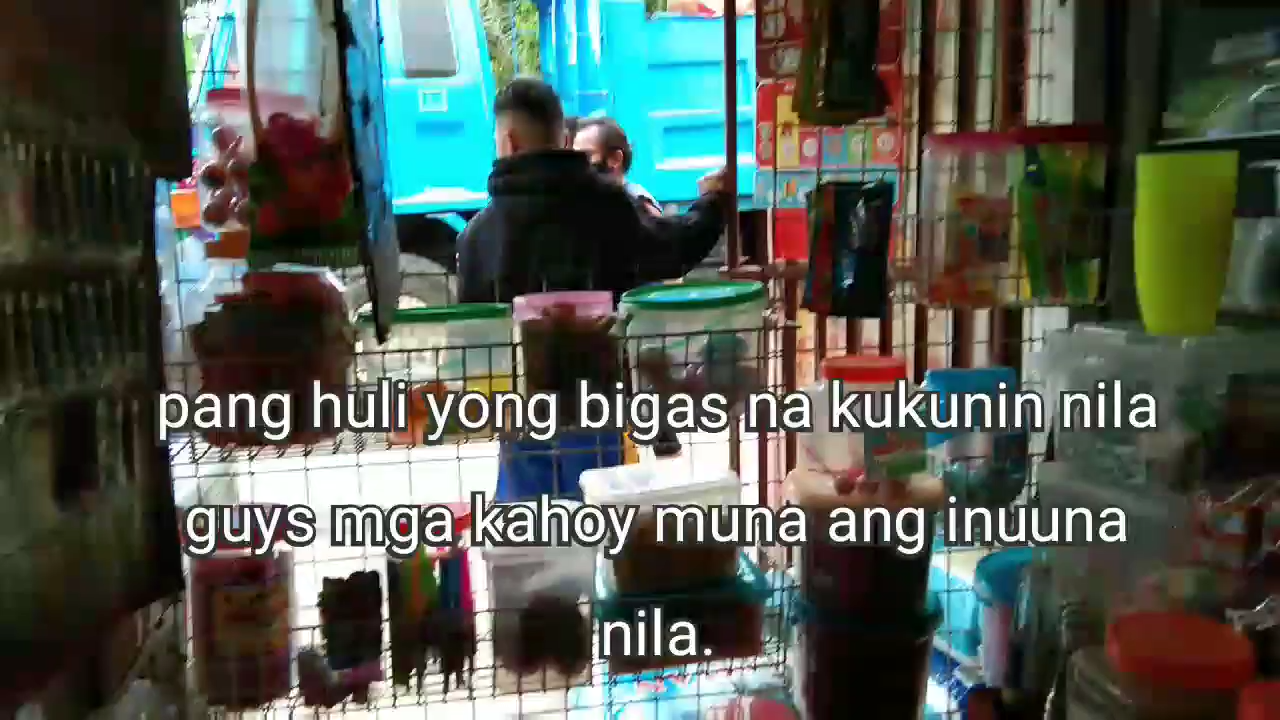 pang huli yong bigas na kukunin nila
guys mga kahoy muna ang inuuna
nila.